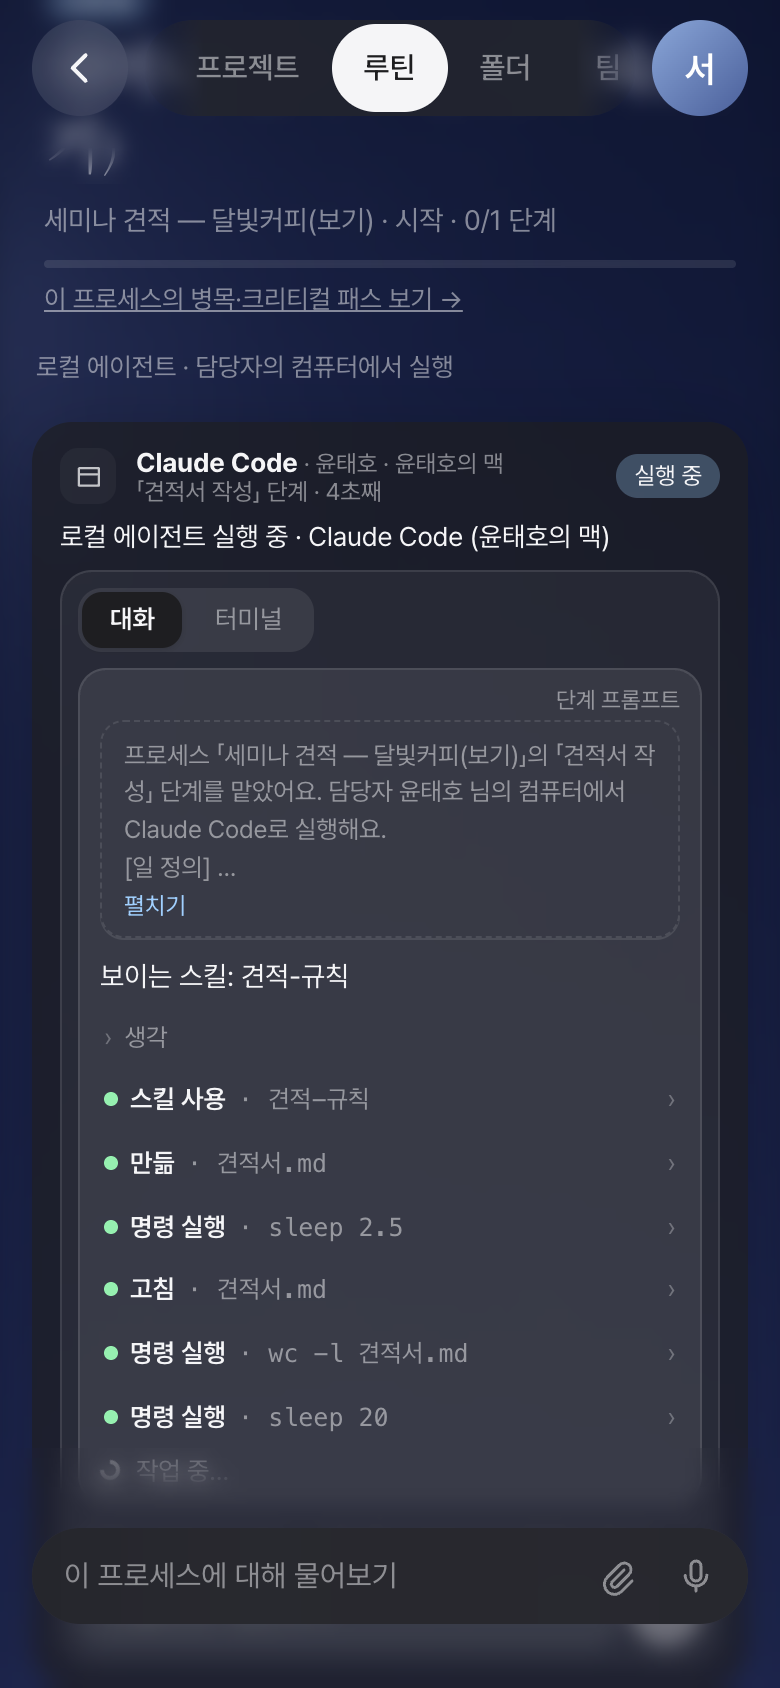 프로젝트
루틴
폴더
팀
서
세미나 견적 — 달빛커피(보기) · 시작 · 0/1 단계
이 프로세스의 병목·크리티컬 패스 보기 →
로컬 에이전트 · 담당자의 컴퓨터에서 실행
Claude Code · 윤태호 · 윤태호의 맥
「견적서 작성」 단계 · 4초째
실행 중
로컬 에이전트 실행 중 · Claude Code (윤태호의 맥)
대화
터미널
단계 프롬프트
프로세스 「세미나 견적 — 달빛커피(보기)」의 「견적서 작
성」 단계를 맡았어요. 담당자 윤태호 님의 컴퓨터에서
Claude Code로 실행해요.
[일 정의] ...
펼치기
보이는 스킬: 견적-규칙
› 생각
스킬 사용 · 견적-규칙 ›
만듦 · 견적서.md ›
명령 실행 · sleep 2.5 ›
고침 · 견적서.md ›
명령 실행 · wc -l 견적서.md ›
명령 실행 · sleep 20 ›
작업 중...
이 프로세스에 대해 물어보기